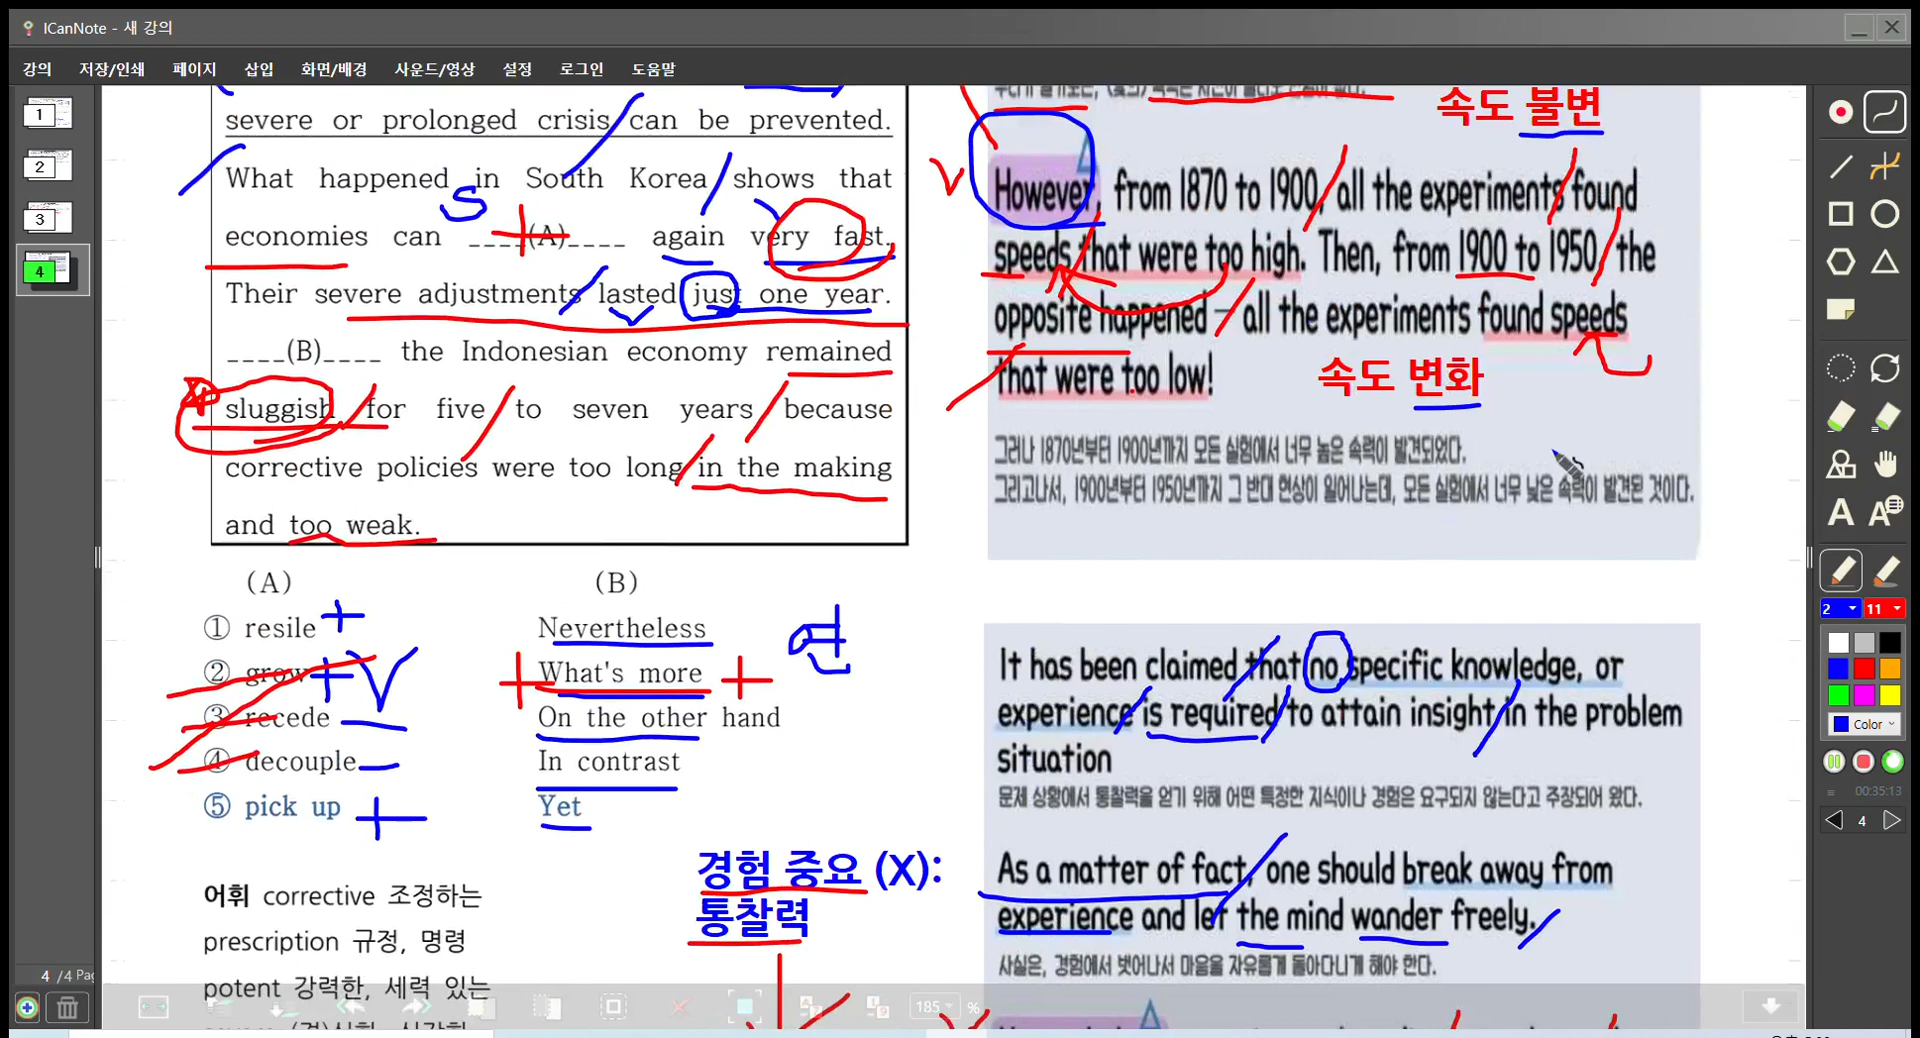 ICanNote - 새 강의
강의 저장/인쇄 페이지 삽입 화면/배경 사운드/영상 설정 로그인 도움말
1
2
3
4
severe or prolonged crisis can be prevented.
What happened in South Korea shows that
economies can ____(A)____ again very fast.
Their severe adjustments lasted just one year.
____(B)____ the Indonesian economy remained
sluggish for five to seven years because
corrective policies were too long in the making
and too weak.
S
(A) (B)
① resile Nevertheless
② grow What's more
③ recede On the other hand
④ decouple In contrast
⑤ pick up Yet
어휘 corrective 조정하는
prescription 규정, 명령
potent 강력한, 세력 있는
경험 중요 (X):
통찰력
속도 불변
However, from 1870 to 1900, all the experiments found
speeds that were too high. Then, from 1900 to 1950, the
opposite happened – all the experiments found speeds
that were too low!
속도 변화
그러나 1870년부터 1900년까지 모든 실험에서 너무 높은 속력이 발견되었다.
그리고나서, 1900년부터 1950년까지 그 반대 현상이 일어나는데, 모든 실험에서 너무 낮은 속력이 발견된 것이다.
It has been claimed that no specific knowledge, or
experience is required to attain insight in the problem
situation
문제 상황에서 통찰력을 얻기 위해 어떤 특정한 지식이나 경험은 요구되지 않는다고 주장되어 왔다.
As a matter of fact, one should break away from
experience and let the mind wander freely.
사실은, 경험에서 벗어나서 마음을 자유롭게 돌아다니게 해야 한다.
2 11
Color
00:35:13
4
4 /4
185 %